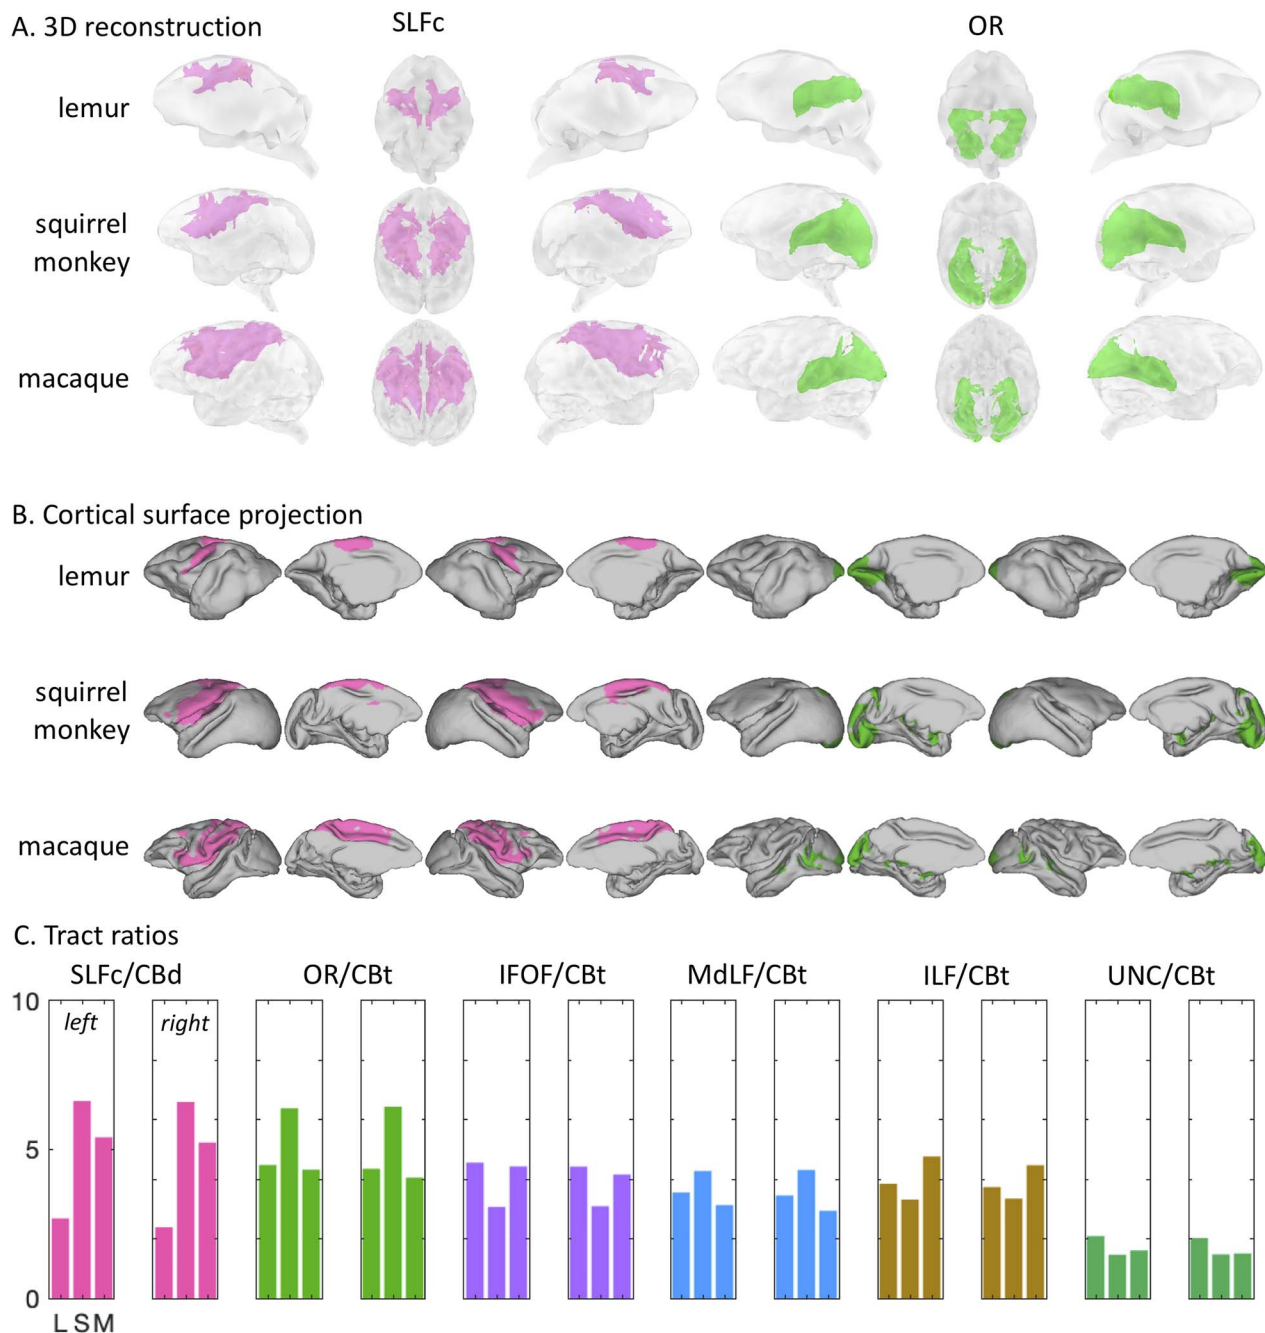 A. 3D reconstruction
SLFc
OR
lemur
squirrel
monkey
macaque
B. Cortical surface projection
lemur
squirrel
monkey
macaque
C. Tract ratios
SLFc/CBd
OR/CBt
IFOF/CBt
MdLF/CBt
ILF/CBt
UNC/CBt
10
left
right
5
0
L S M